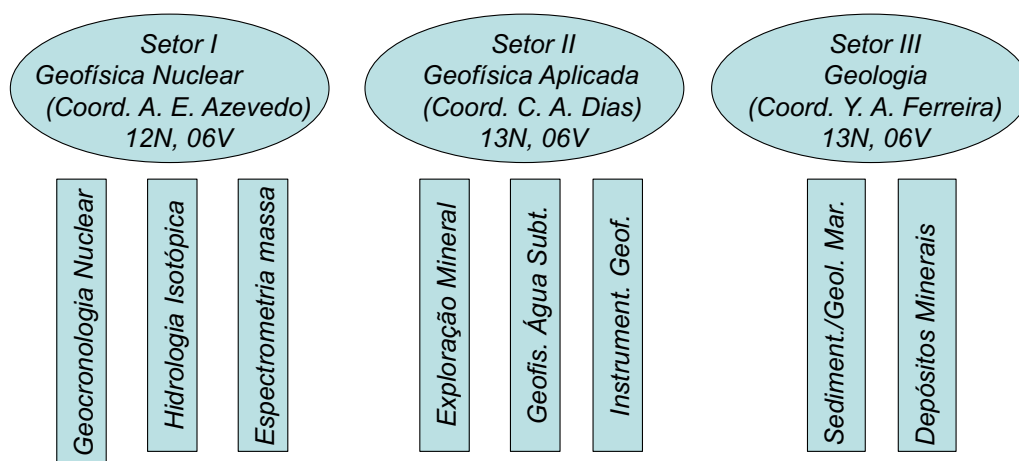 Setor I
Geofísica Nuclear
(Coord. A. E. Azevedo)
12N, 06V
Setor II
Geofísica Aplicada
(Coord. C. A. Dias)
13N, 06V
Setor III
Geologia
(Coord. Y. A. Ferreira)
13N, 06V
Geocronologia Nuclear
Hidrologia Isotópica
Espectrometria massa
Exploração Mineral
Geofis. Água Subt.
Instrument. Geof.
Sediment./Geol. Mar.
Depósitos Minerais